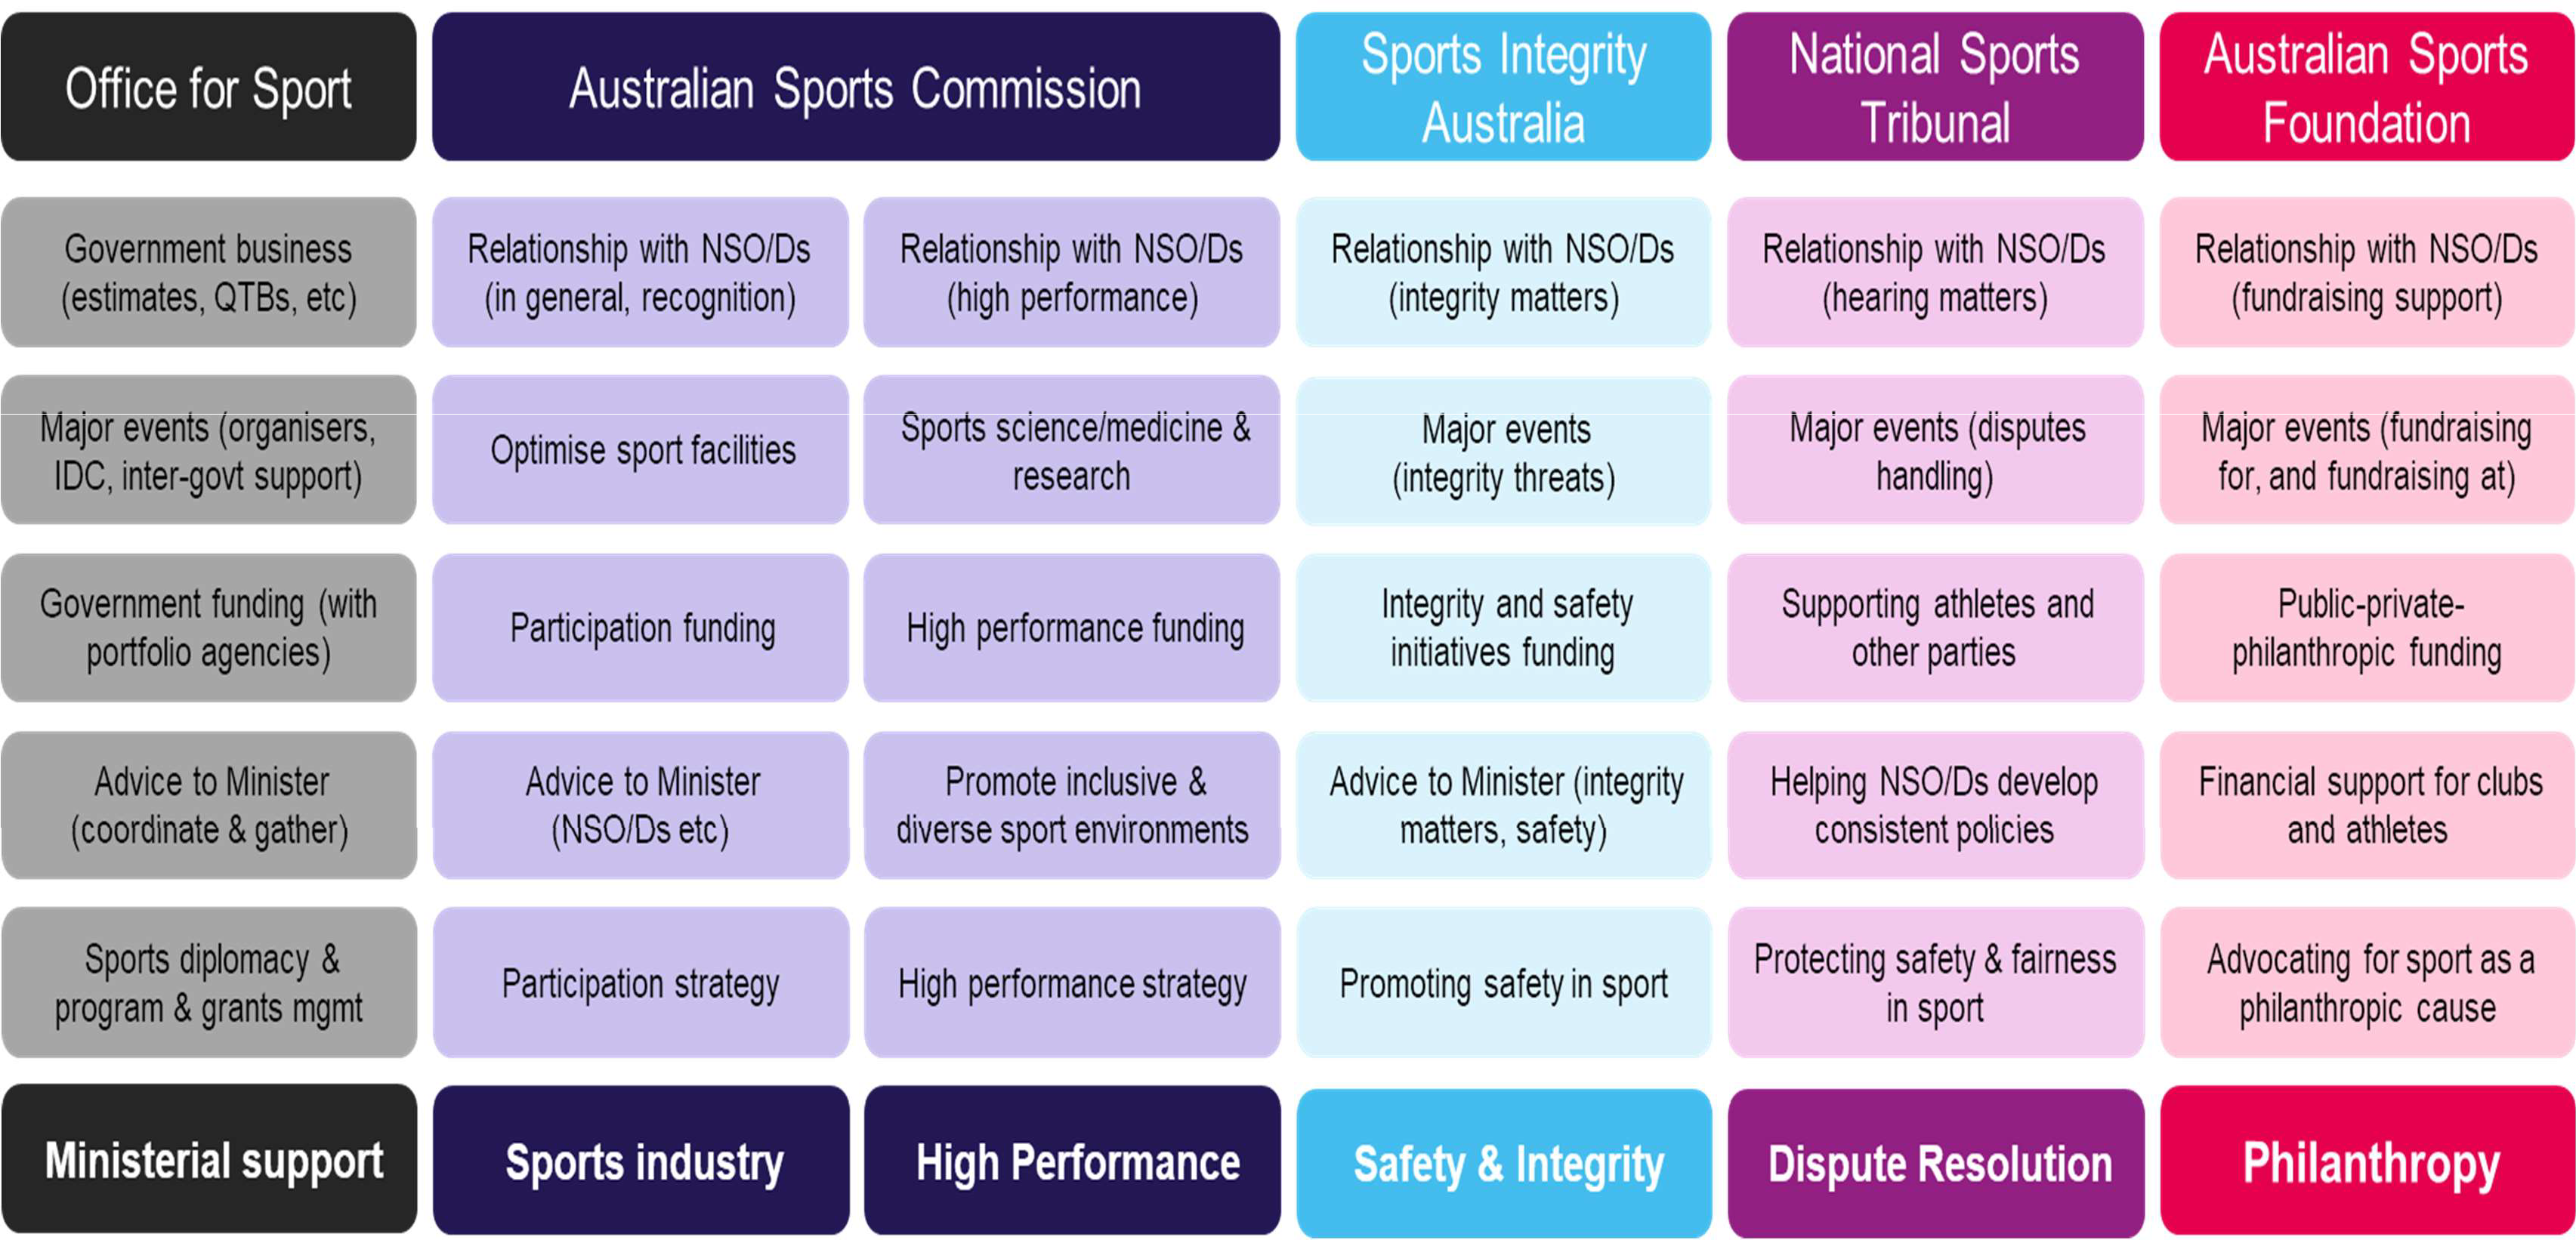 Office for Sport
Australian Sports Commission
Sports Integrity
Australia
National Sports
Tribunal
Australian Sports
Foundation
Government business
(estimates, QTBs, etc)
Relationship with NSO/Ds
(in general, recognition)
Relationship with NSO/Ds
(high performance)
Relationship with NSO/Ds
(integrity matters)
Relationship with NSO/Ds
(hearing matters)
Relationship with NSO/Ds
(fundraising support)
Major events (organisers,
IDC, inter-govt support)
Optimise sport facilities
Sports science/medicine &
research
Major events
(integrity threats)
Major events (disputes
handling)
Major events (fundraising
for, and fundraising at)
Government funding (with
portfolio agencies)
Participation funding
High performance funding
Integrity and safety
initiatives funding
Supporting athletes and
other parties
Public-private-
philanthropic funding
Advice to Minister
(coordinate & gather)
Advice to Minister
(NSO/Ds etc)
Promote inclusive &
diverse sport environments
Advice to Minister (integrity
matters, safety)
Helping NSO/Ds develop
consistent policies
Financial support for clubs
and athletes
Sports diplomacy &
program & grants mgmt
Participation strategy
High performance strategy
Promoting safety in sport
Protecting safety & fairness
in sport
Advocating for sport as a
philanthropic cause
Ministerial support
Sports industry
High Performance
Safety & Integrity
Dispute Resolution
Philanthropy